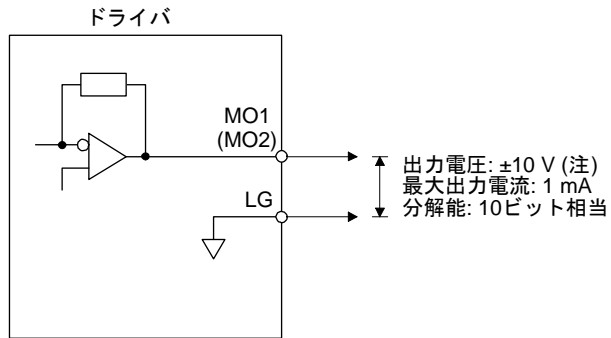 ドライバ
MO1
(MO2)
LG
出力電圧: ±10 V (注)
最大出力電流: 1 mA
分解能: 10ビット相当